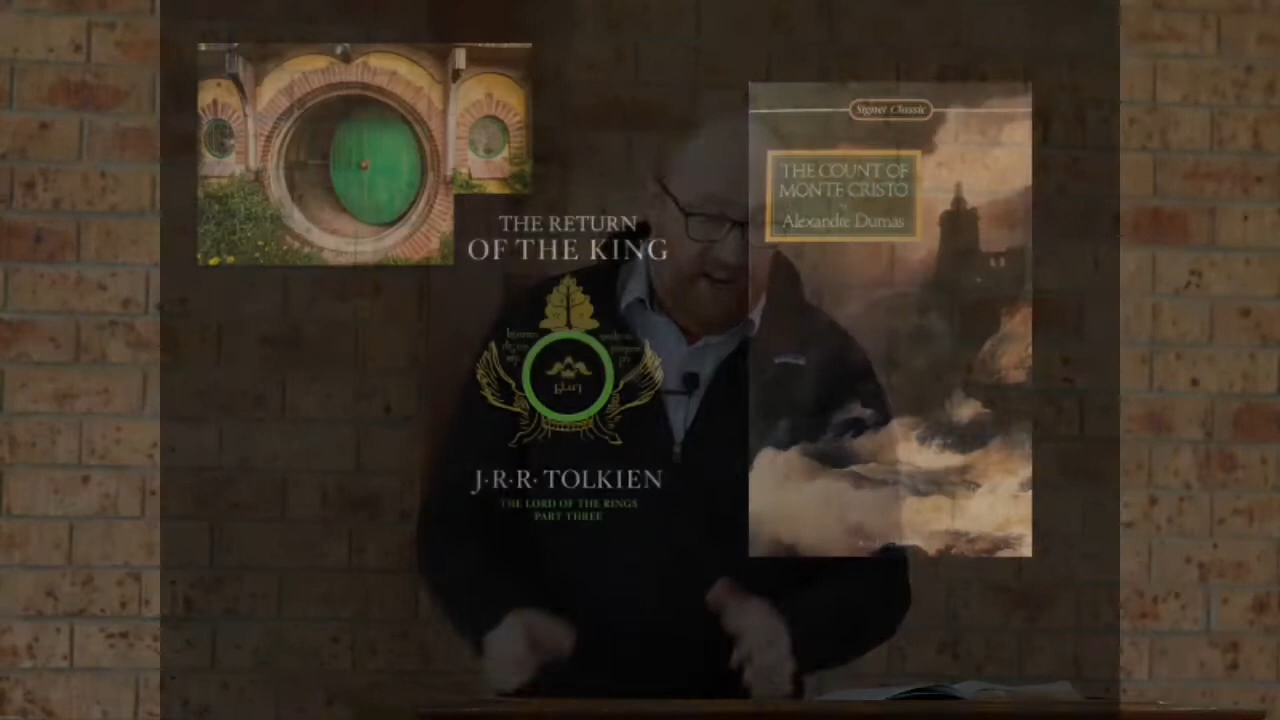 THE RETURN
OF THE KING
J·R·R· TOLKIEN
THE LORD OF THE RINGS
PART THREE
Signet Classic
THE COUNT OF
MONTE CRISTO
by
Alexandre Dumas